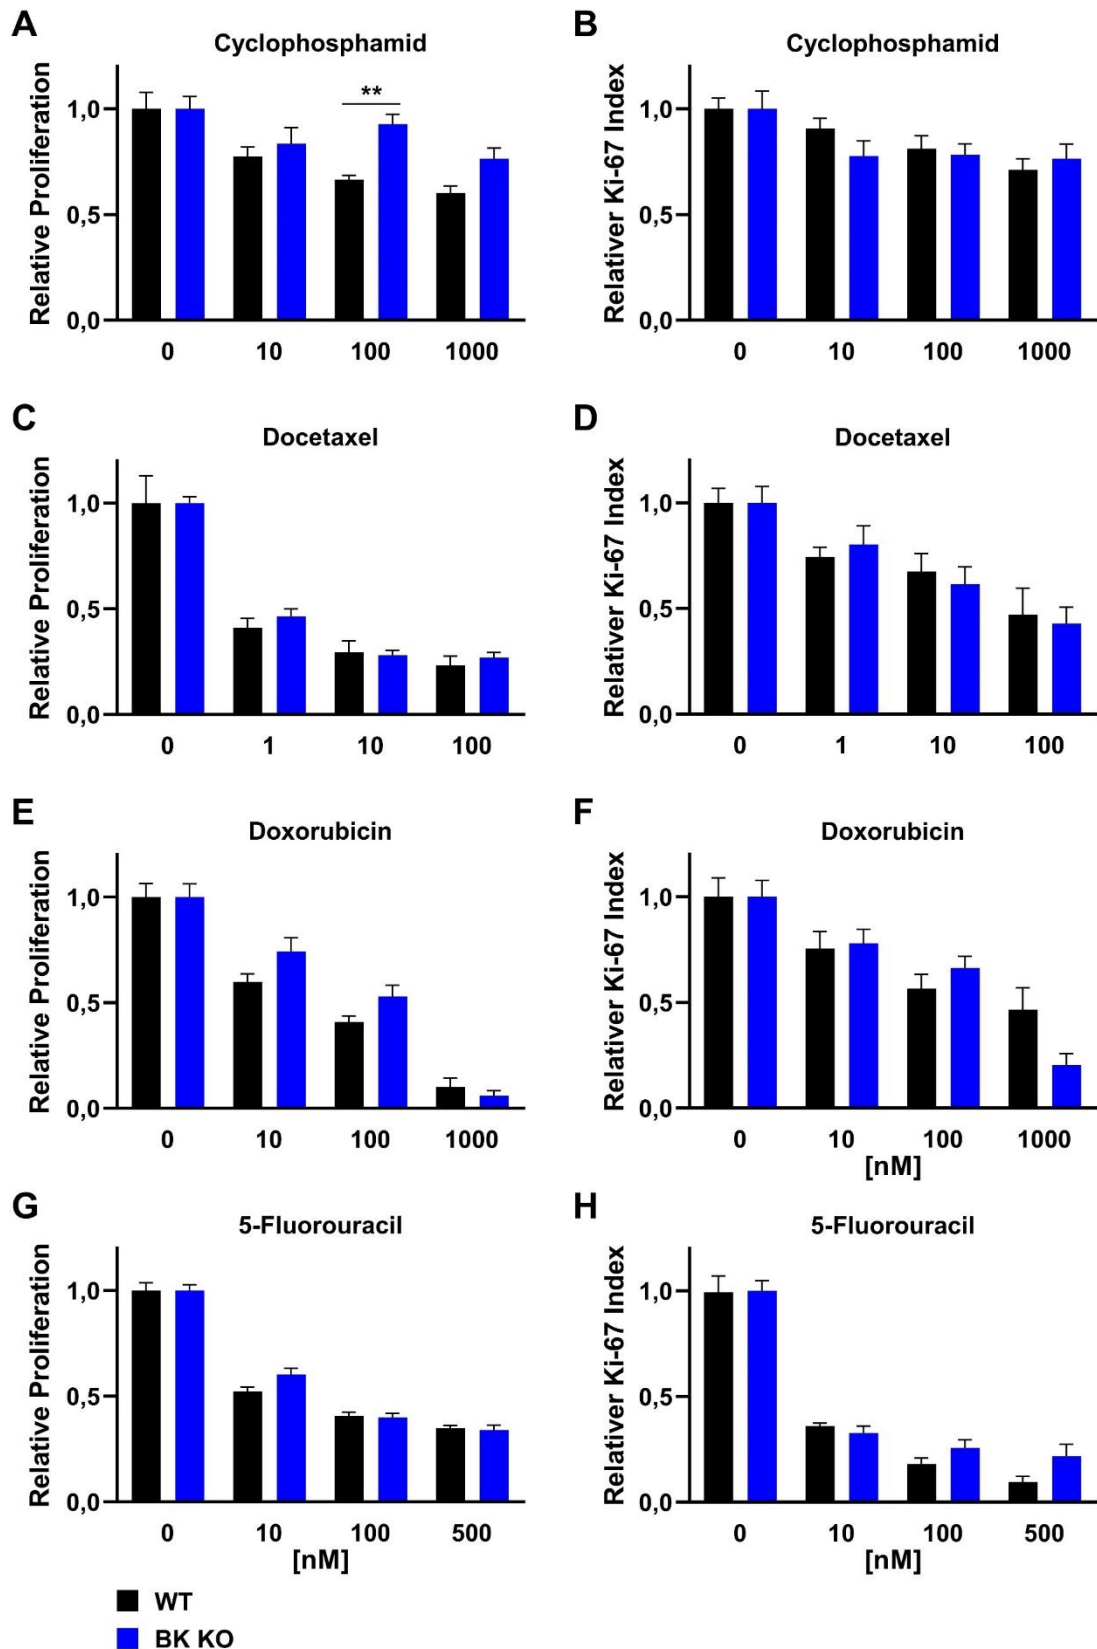 A
Cyclophosphamid
Relative Proliferation
1,0
0,5
0,0
**
0 10 100 1000
B
Cyclophosphamid
Relativer Ki-67 Index
1,0
0,5
0,0
0 10 100 1000
C
Docetaxel
Relative Proliferation
1,0
0,5
0,0
0 1 10 100
D
Docetaxel
Relativer Ki-67 Index
1,0
0,5
0,0
0 1 10 100
E
Doxorubicin
Relative Proliferation
1,0
0,5
0,0
0 10 100 1000
F
Doxorubicin
Relativer Ki-67 Index
1,0
0,5
0,0
0 10 100 1000
[nM]
G
5-Fluorouracil
Relative Proliferation
1,0
0,5
0,0
0 10 100 500
[nM]
H
5-Fluorouracil
Relativer Ki-67 Index
1,0
0,5
0,0
0 10 100 500
[nM]
WT
BK KO